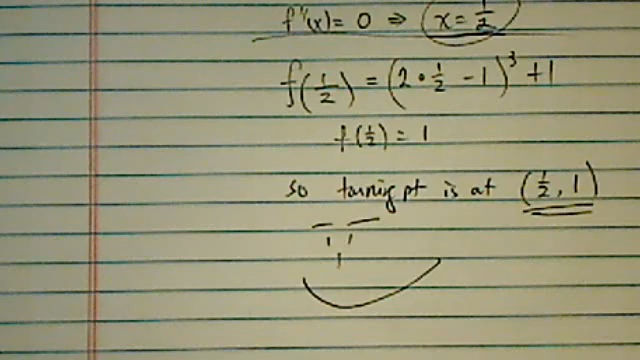 f''(x) = 0 ⇒ x = 1/2
f(1/2) = (2 • 1/2 - 1)³ + 1
f(1/2) = 1
so turning pt is at (1/2, 1)